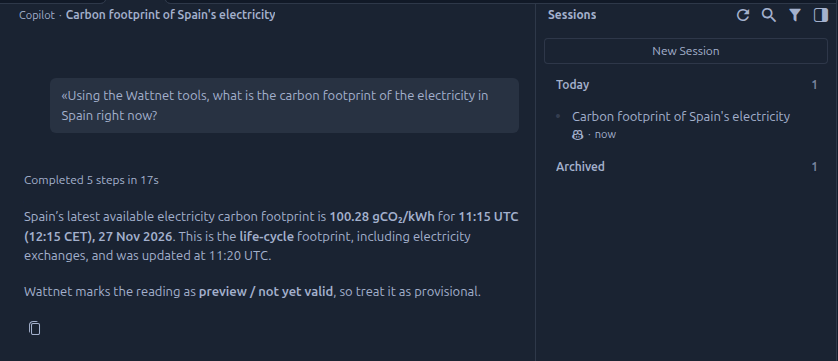 Copilot · Carbon footprint of Spain's electricity
«Using the Wattnet tools, what is the carbon footprint of the electricity in
Spain right now?
Completed 5 steps in 17s
Spain's latest available electricity carbon footprint is 100.28 gCO₂/kWh for 11:15 UTC
(12:15 CET), 27 Nov 2026. This is the life-cycle footprint, including electricity
exchanges, and was updated at 11:20 UTC.
Wattnet marks the reading as preview / not yet valid, so treat it as provisional.
Sessions
New Session
Today 1
Carbon footprint of Spain's electricity
· now
Archived 1